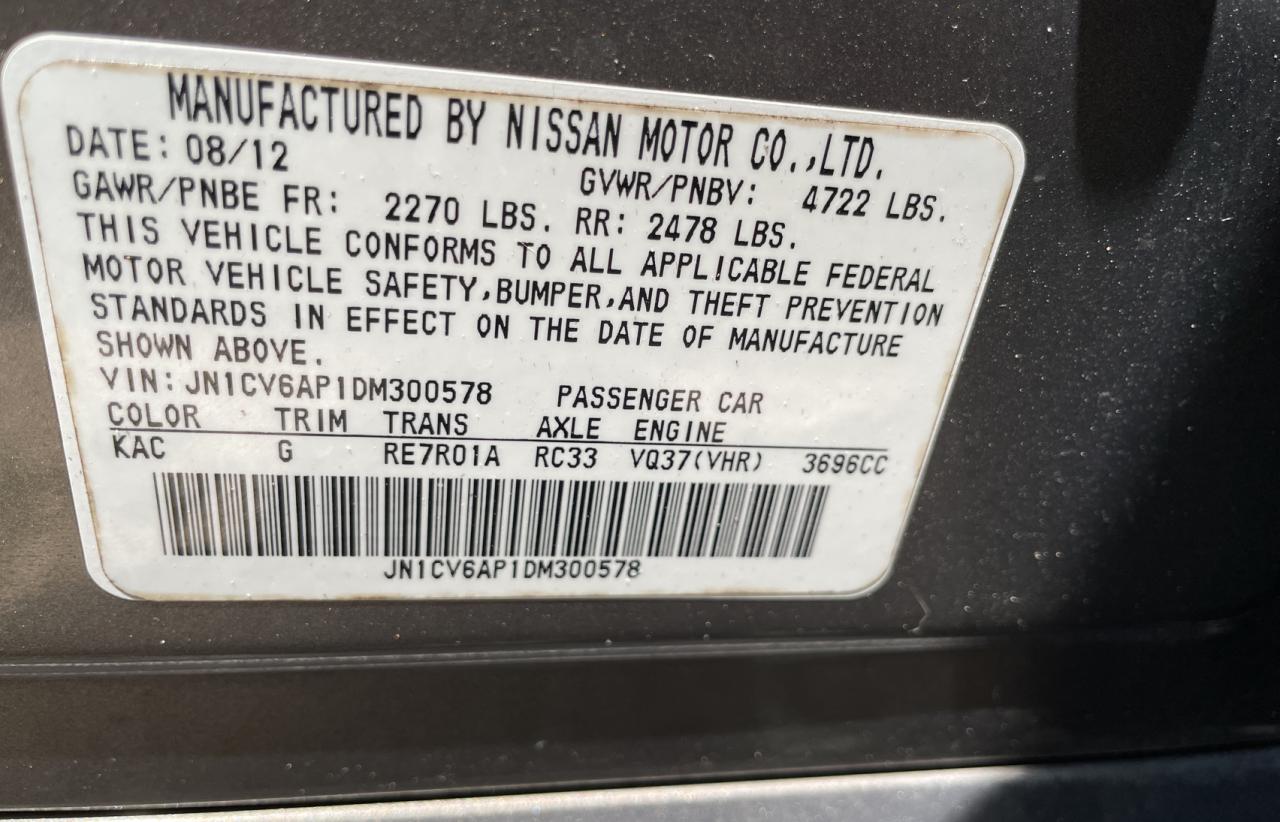 MANUFACTURED BY NISSAN MOTOR CO.,LTD.
DATE: 08/12 GVWR/PNBV: 4722 LBS.
GAWR/PNBE FR: 2270 LBS. RR: 2478 LBS.
THIS VEHICLE CONFORMS TO ALL APPLICABLE FEDERAL
MOTOR VEHICLE SAFETY,BUMPER,AND THEFT PREVENTION
STANDARDS IN EFFECT ON THE DATE OF MANUFACTURE
SHOWN ABOVE.
VIN: JN1CV6AP1DM300578 PASSENGER CAR
COLOR TRIM TRANS AXLE ENGINE
KAC G RE7R01A RC33 VQ37(VHR) 3696CC
JN1CV6AP1DM300578